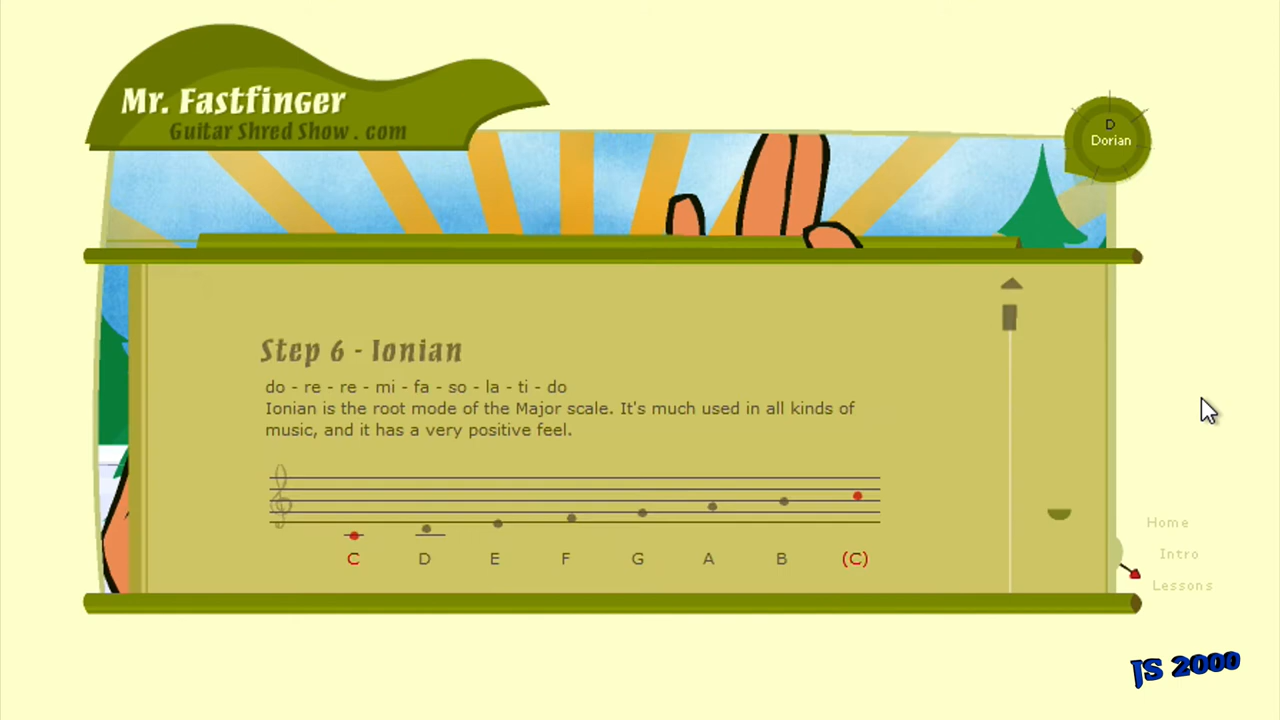 Mr. Fastfinger
Guitar Shred Show . com
D
Dorian
Step 6 - Ionian
do - re - re - mi - fa - so - la - ti - do
Ionian is the root mode of the Major scale. It's much used in all kinds of
music, and it has a very positive feel.
C D E F G A B (C)
Home
Intro
Lessons
JS 2000